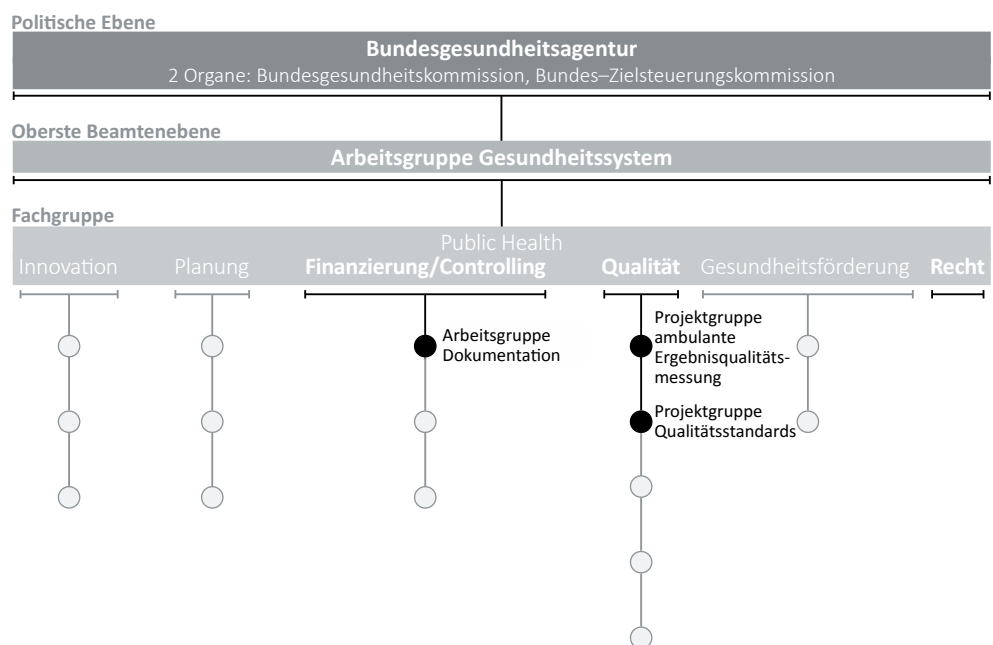 Politische Ebene
Bundesgesundheitsagentur
2 Organe: Bundesgesundheitskommission, Bundes–Zielsteuerungskommission
Oberste Beamtenebene
Arbeitsgruppe Gesundheitssystem
Fachgruppe
Public Health
Innovation Planung Finanzierung/Controlling Qualität Gesundheitsförderung Recht
Arbeitsgruppe
Dokumentation
Projektgruppe
ambulante
Ergebnisqualitäts-
messung
Projektgruppe
Qualitätsstandards